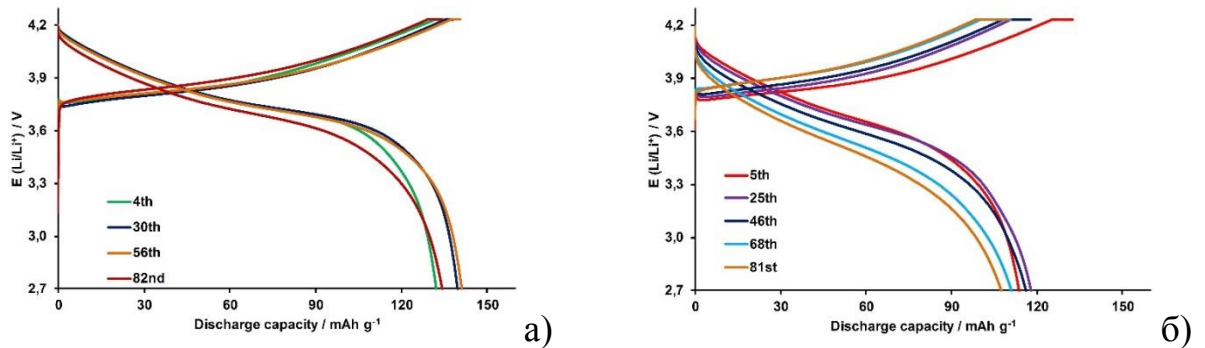 4,2
3,9
3,6
3,3
3,0
2,7
E (Li/Li⁺) / V
4th
30th
56th
82nd
0 30 60 90 120 150
Discharge capacity / mAh g⁻¹
а)
4,2
3,9
3,6
3,3
3,0
2,7
E (Li/Li⁺) / V
5th
25th
46th
68th
81st
0 30 60 90 120 150
Discharge capacity / mAh g⁻¹
б)